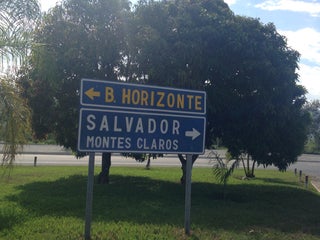 B. HORIZONTE
SALVADOR
MONTES CLAROS